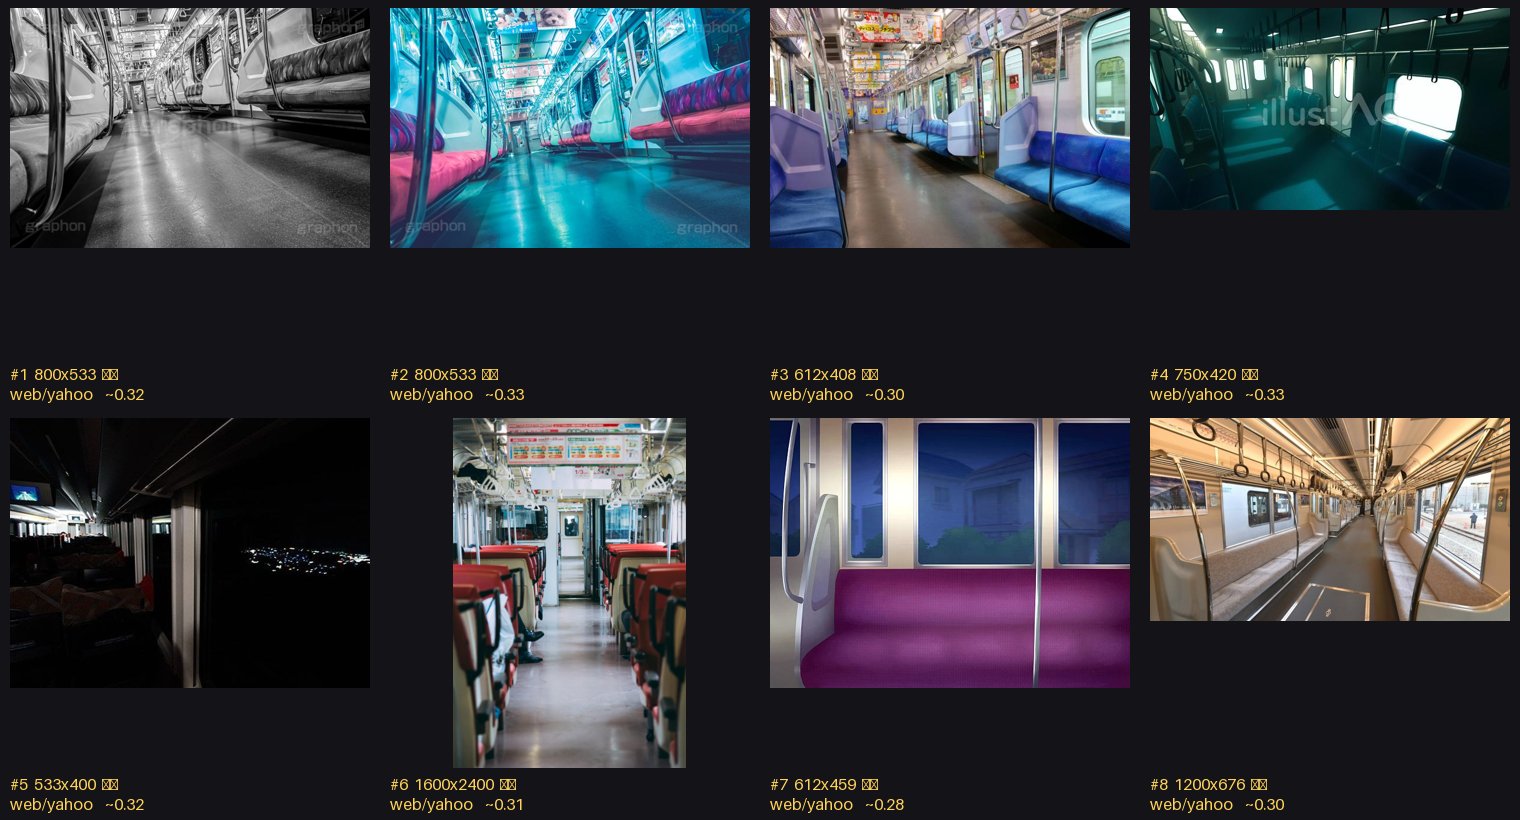 graphon
graphon
graphon
graphon
illustAC
#1 800x533
web/yahoo ~0.32
#2 800x533
web/yahoo ~0.33
#3 612x408
web/yahoo ~0.30
#4 750x420
web/yahoo ~0.33
#5 533x400
web/yahoo ~0.32
#6 1600x2400
web/yahoo ~0.31
#7 612x459
web/yahoo ~0.28
#8 1200x676
web/yahoo ~0.30